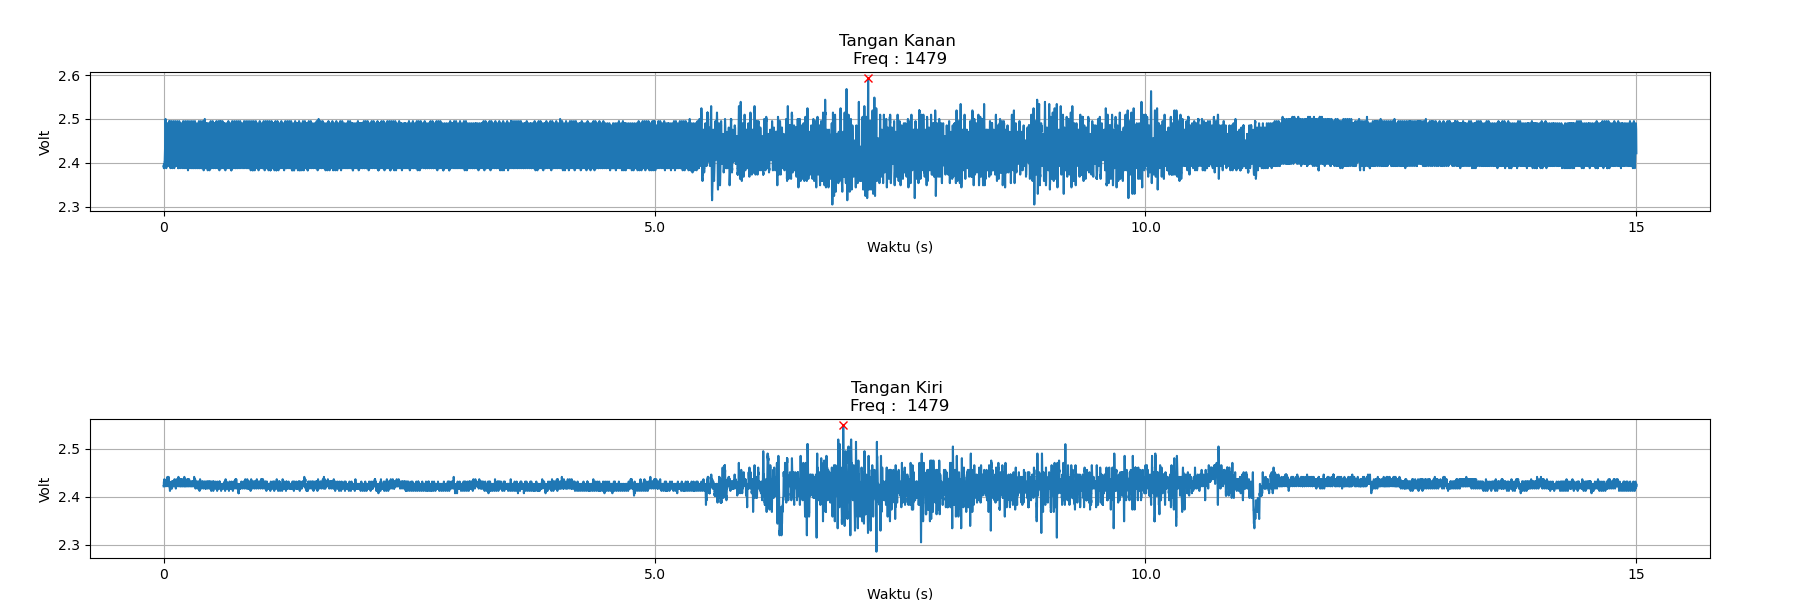 Tangan Kanan
Freq : 1479
2.6
2.5
2.4
2.3
Volt
0 5.0 10.0 15
Waktu (s)
Tangan Kiri
Freq :  1479
2.5
2.4
2.3
Volt
0 5.0 10.0 15
Waktu (s)